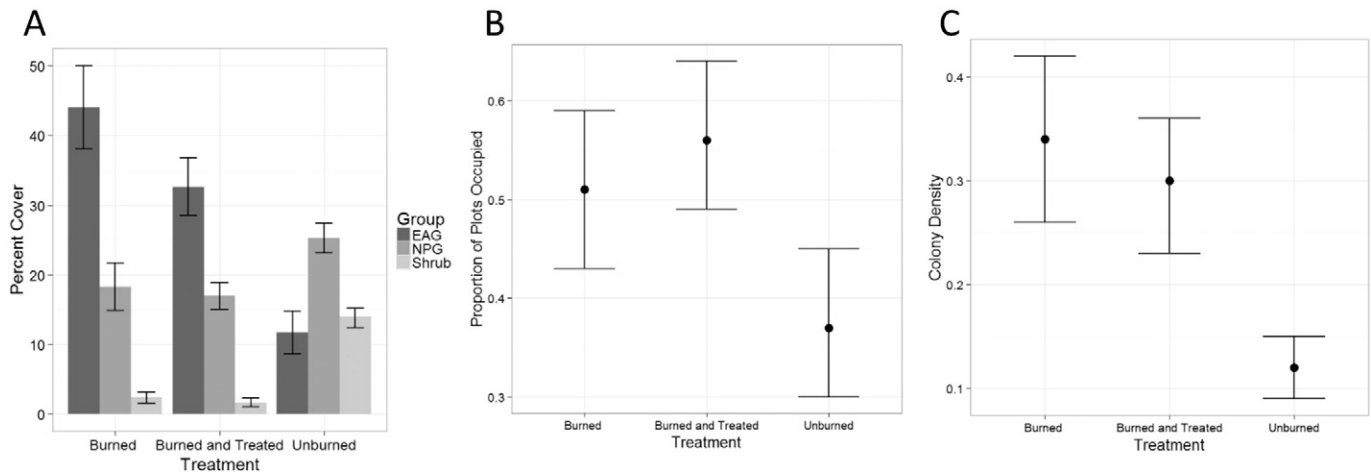 A
Percent Cover
50
40
30
20
10
0
Burned
Burned and Treated
Unburned
Treatment
Group
EAG
NPG
Shrub
B
Proportion of Plots Occupied
0.6
0.5
0.4
0.3
Burned
Burned and Treated
Unburned
Treatment
C
Colony Density
0.4
0.3
0.2
0.1
Burned
Burned and Treated
Unburned
Treatment